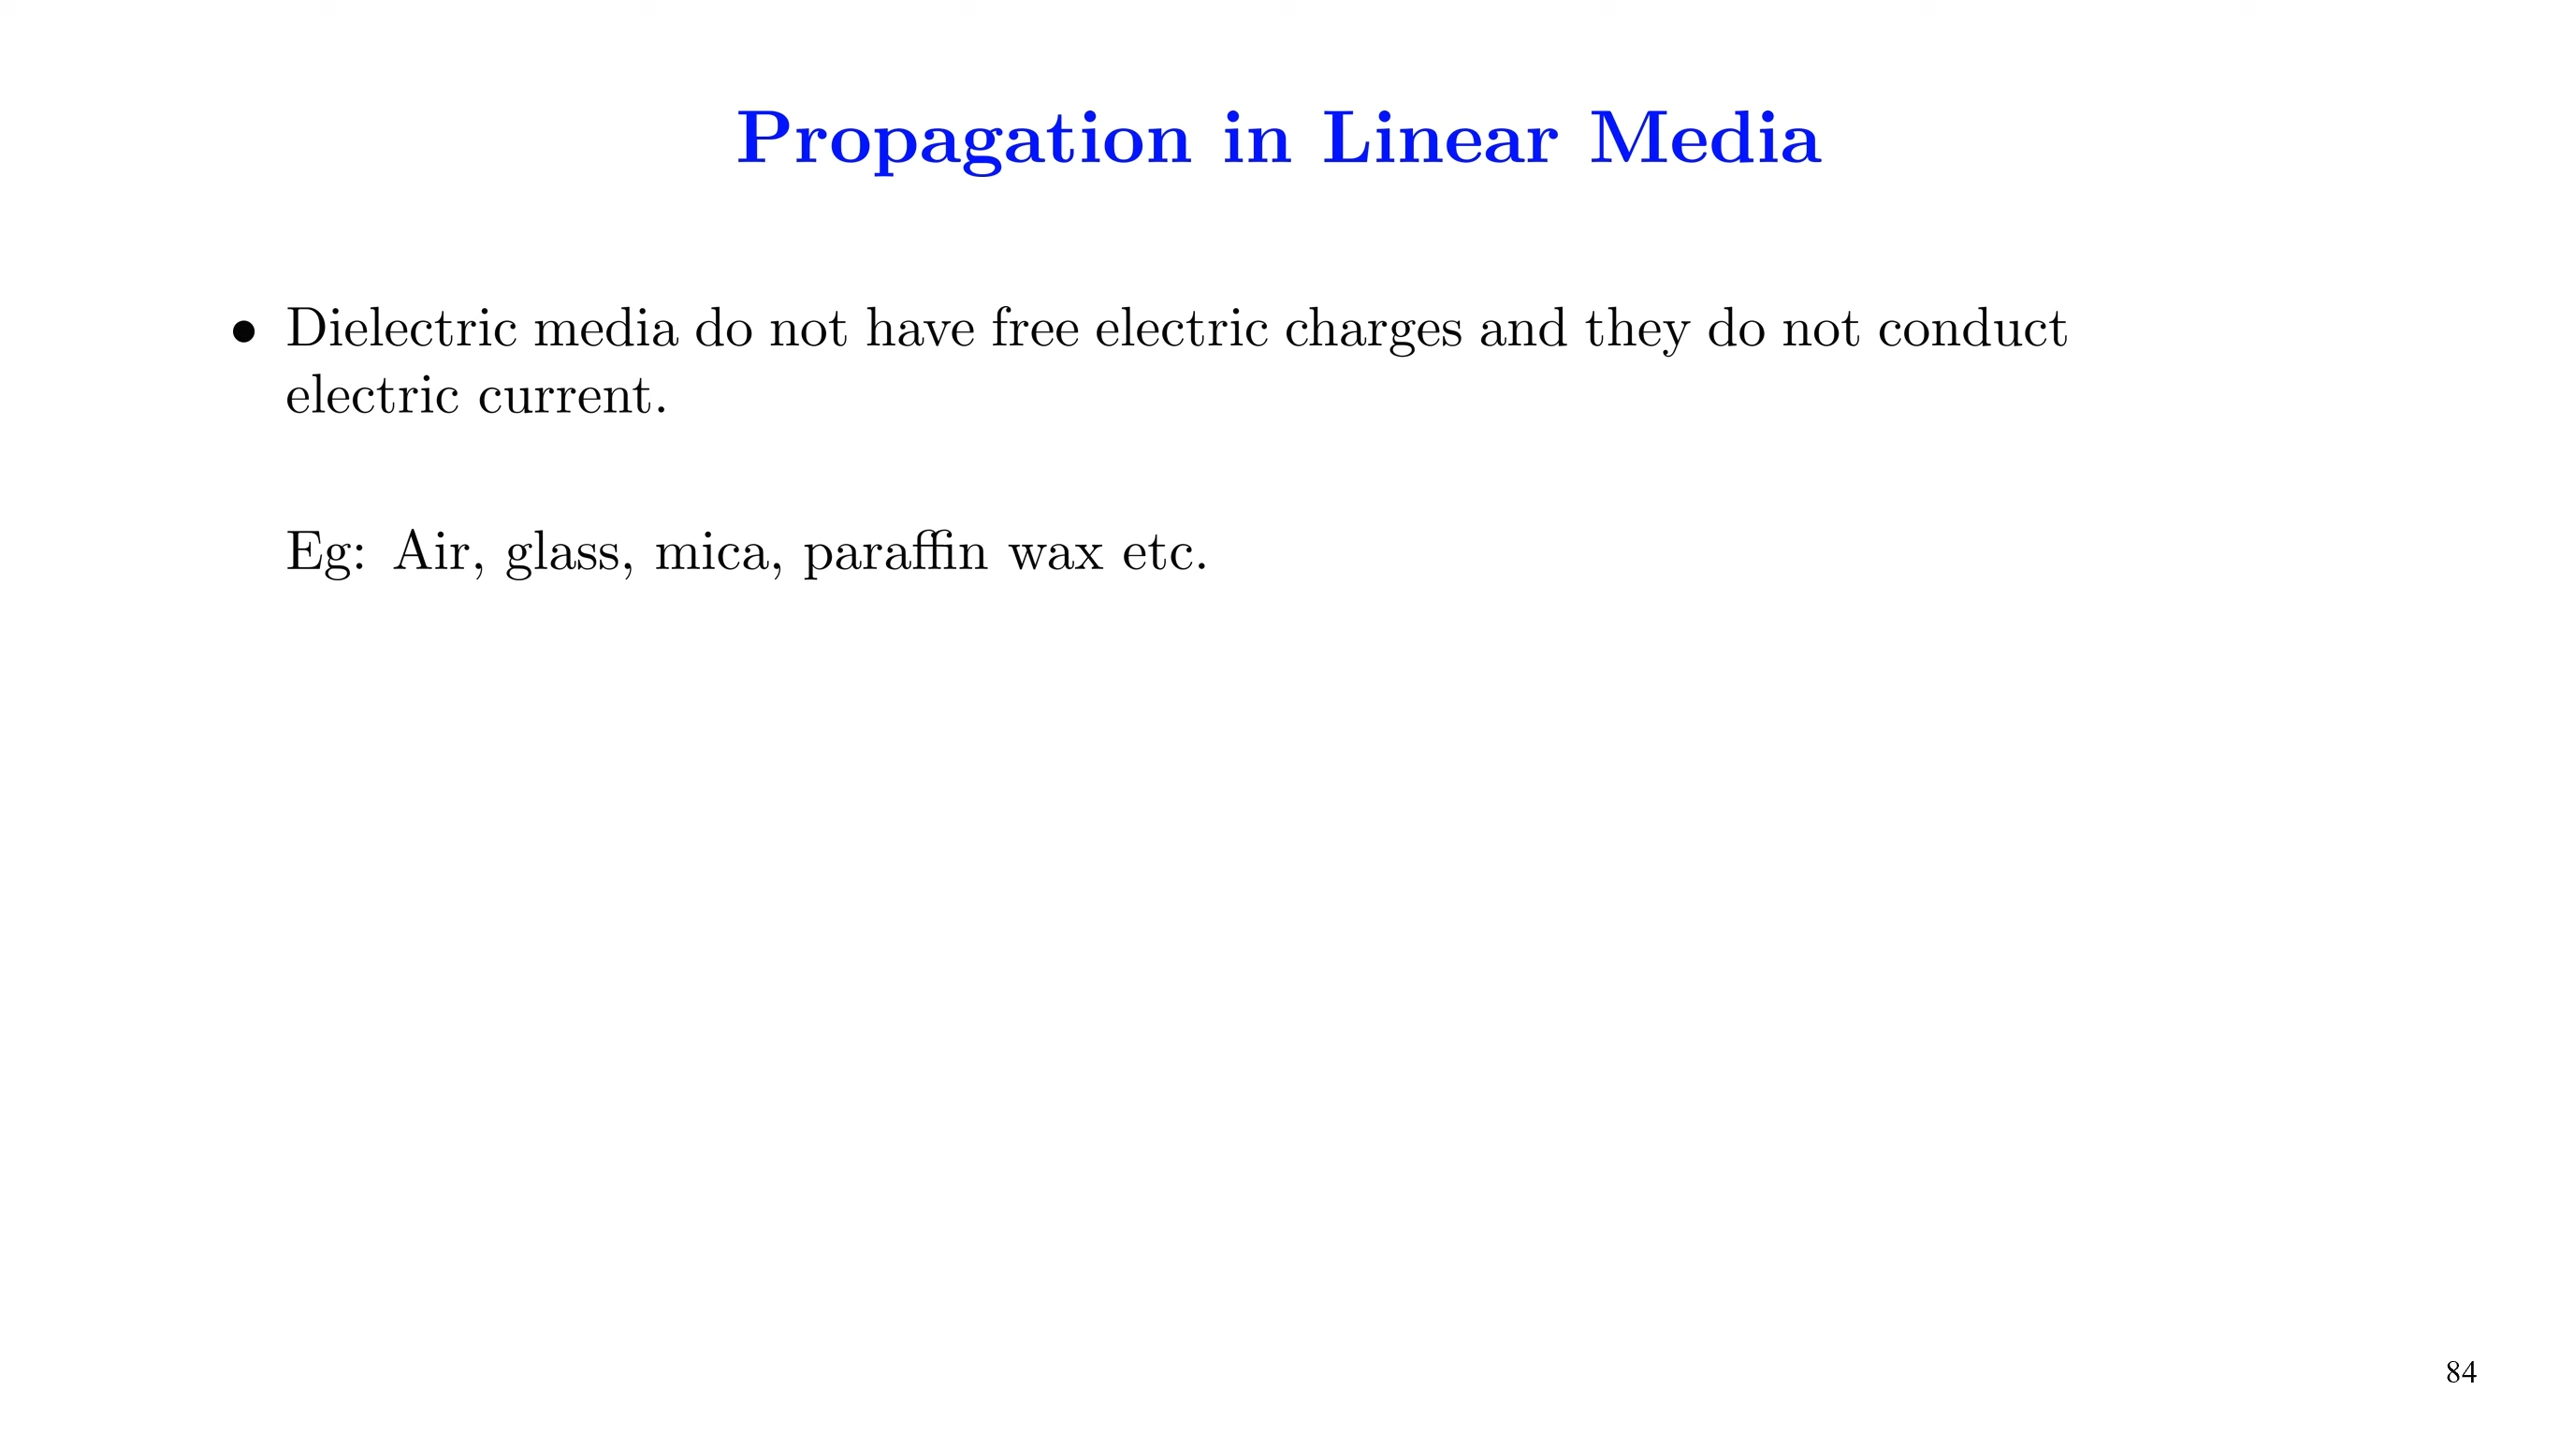 Propagation in Linear Media
• Dielectric media do not have free electric charges and they do not conduct
electric current.
Eg: Air, glass, mica, paraffin wax etc.
84